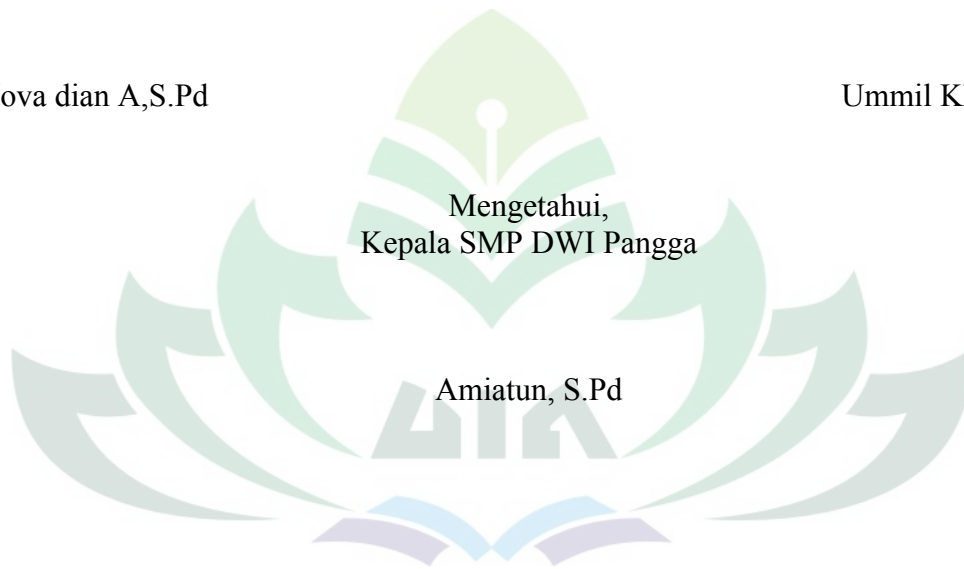 ova dian A,S.Pd
Ummil
Mengetahui,
Kepala SMP DWI Pangga
Amiatun, S.Pd